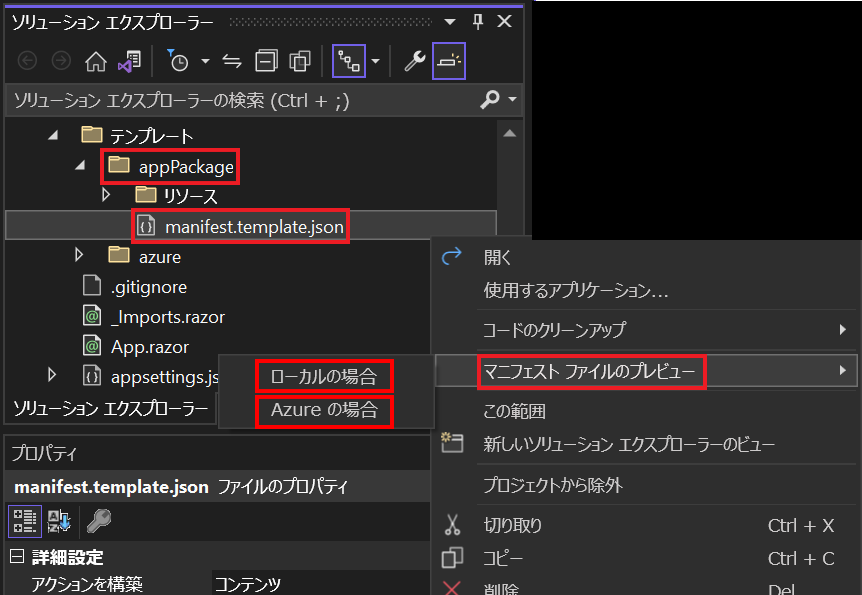 ソリューション エクスプローラー
ソリューション エクスプローラーの検索 (Ctrl + ;)
テンプレート
appPackage
リソース
manifest.template.json
azure
.gitignore
_Imports.razor
App.razor
appsettings.js
ソリューション エクスプローラー
ローカルの場合
Azure の場合
開く
使用するアプリケーション...
コードのクリーンアップ
マニフェスト ファイルのプレビュー
この範囲
新しいソリューション エクスプローラーのビュー
プロジェクトから除外
切り取り Ctrl + X
コピー Ctrl + C
削除 Del
プロパティ
manifest.template.json ファイルのプロパティ
詳細設定
アクションを構築 コンテンツ